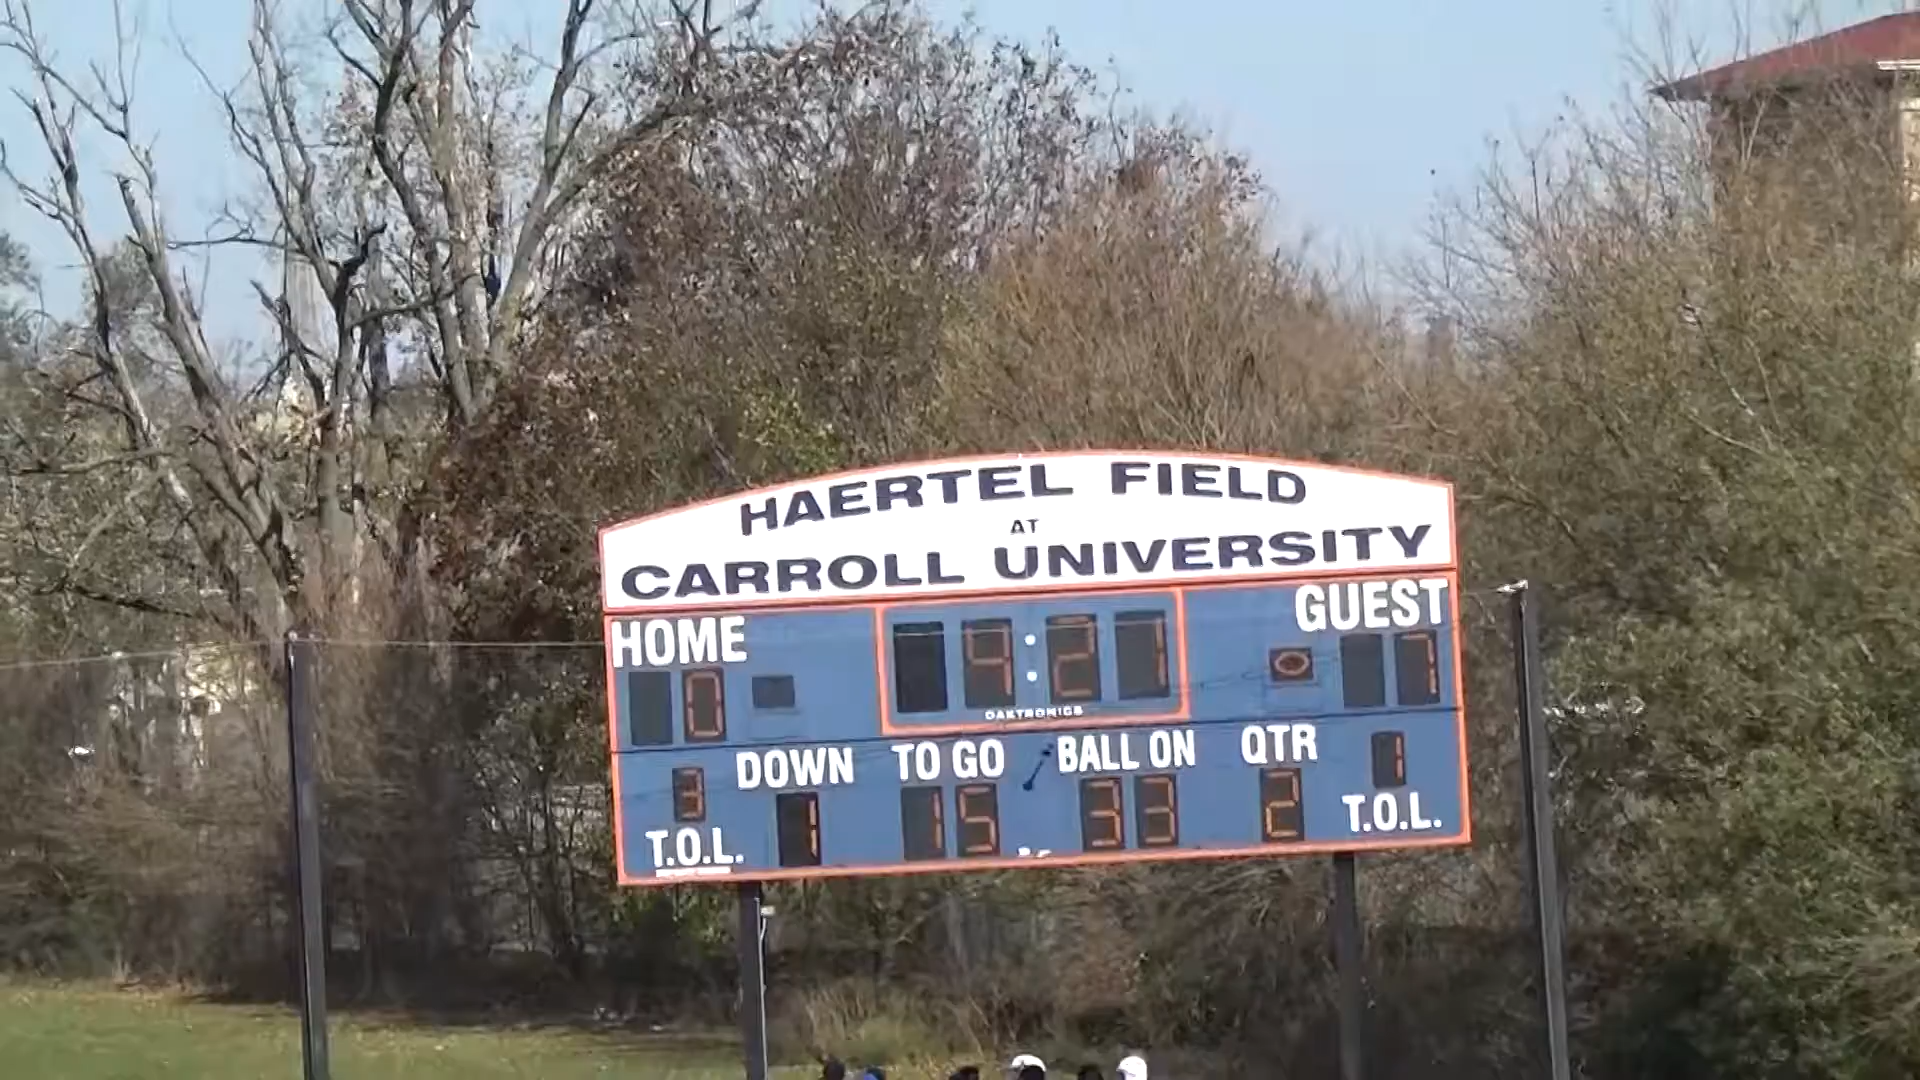 HAERTEL FIELD
AT
CARROLL UNIVERSITY
HOME 9:21 GUEST
0 7
DAKTRONICS
DOWN TO GO BALL ON QTR
3 1 15 33 2 1
T.O.L. T.O.L.